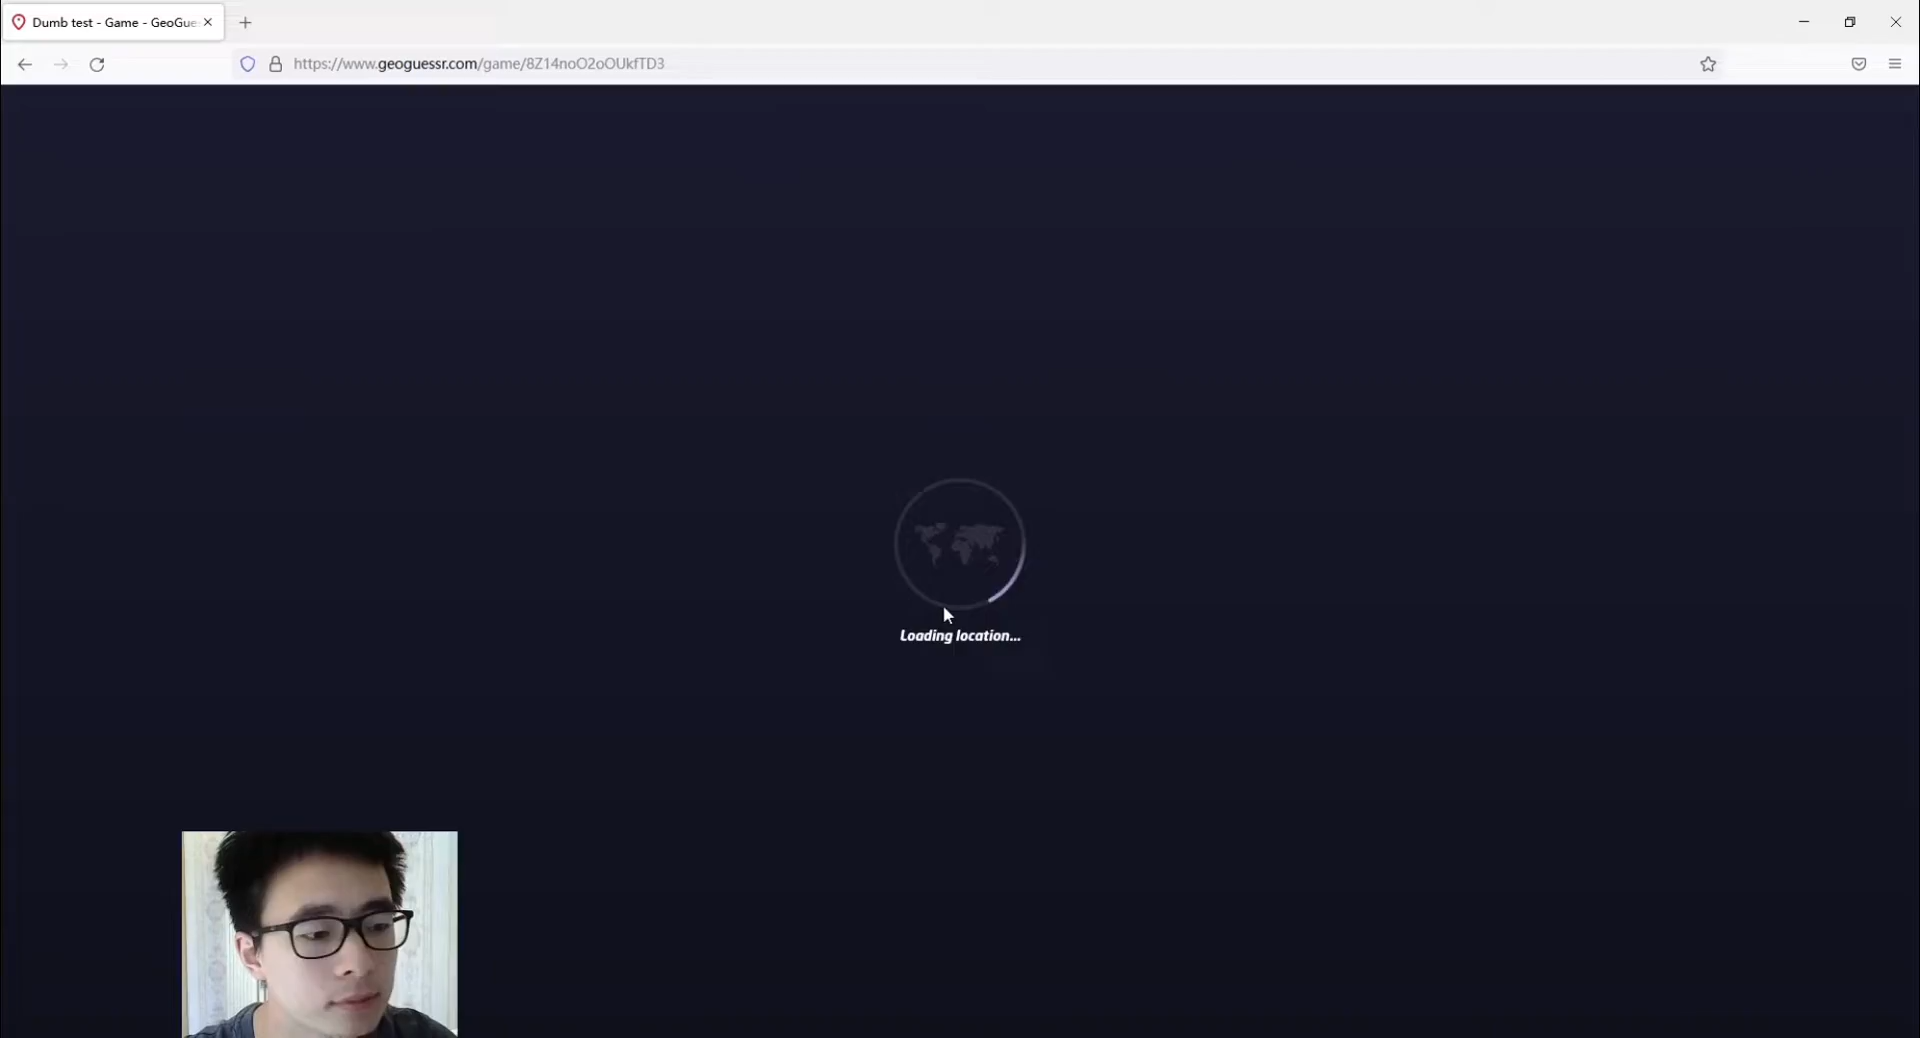 Dumb test - Game - GeoGue
https://www.geoguessr.com/game/8Z14noO2oOUkfTD3
Loading location...